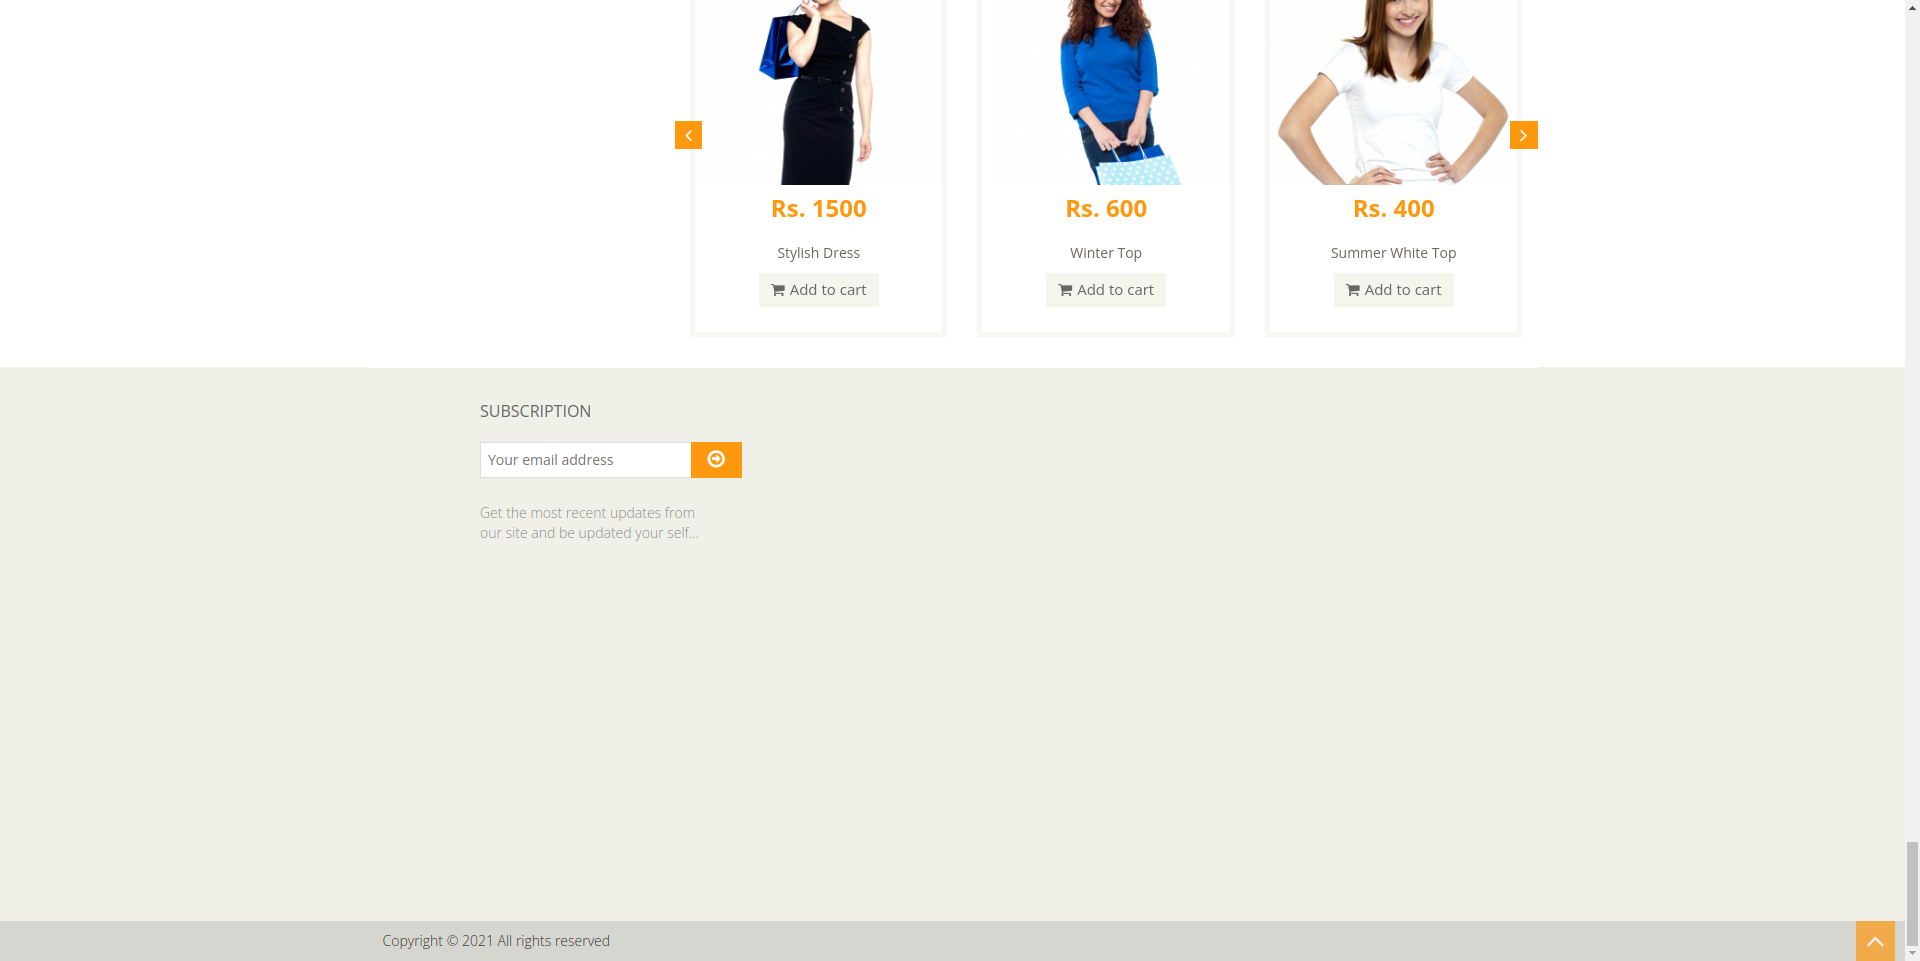 Rs. 1500
Rs. 600
Rs. 400
Stylish Dress
Winter Top
Summer White Top
Add to cart
Add to cart
Add to cart
SUBSCRIPTION
Your email address
Get the most recent updates from
our site and be updated your self...
Copyright © 2021 All rights reserved